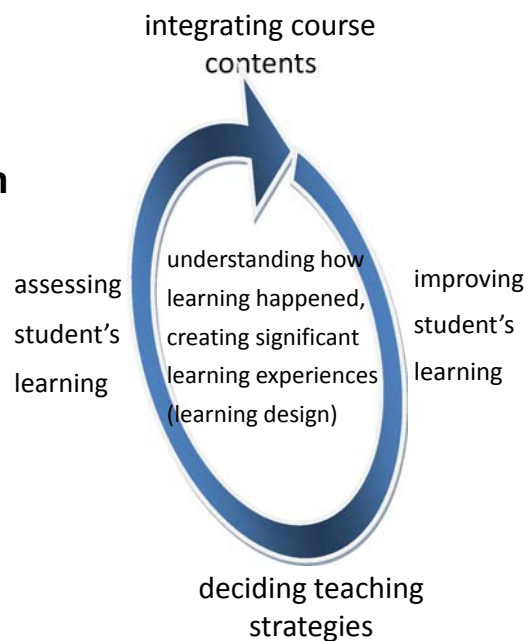 integrating course
contents
n
assessing
student's
learning
understanding how
learning happened,
creating significant
learning experiences
(learning design)
improving
student's
learning
deciding teaching
strategies